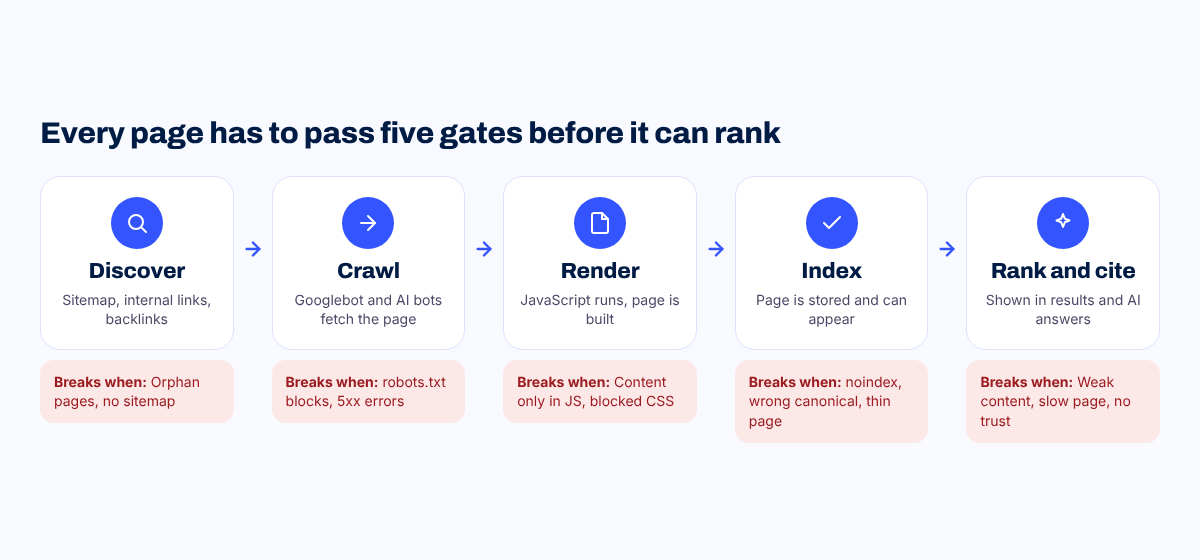 Every page has to pass five gates before it can rank
Discover
Sitemap, internal links,
backlinks
Breaks when: Orphan
pages, no sitemap
Crawl
Googlebot and AI bots
fetch the page
Breaks when: robots.txt
blocks, 5xx errors
Render
JavaScript runs, page is
built
Breaks when: Content
only in JS, blocked CSS
Index
Page is stored and can
appear
Breaks when: noindex,
wrong canonical, thin
page
Rank and cite
Shown in results and AI
answers
Breaks when: Weak
content, slow page, no
trust